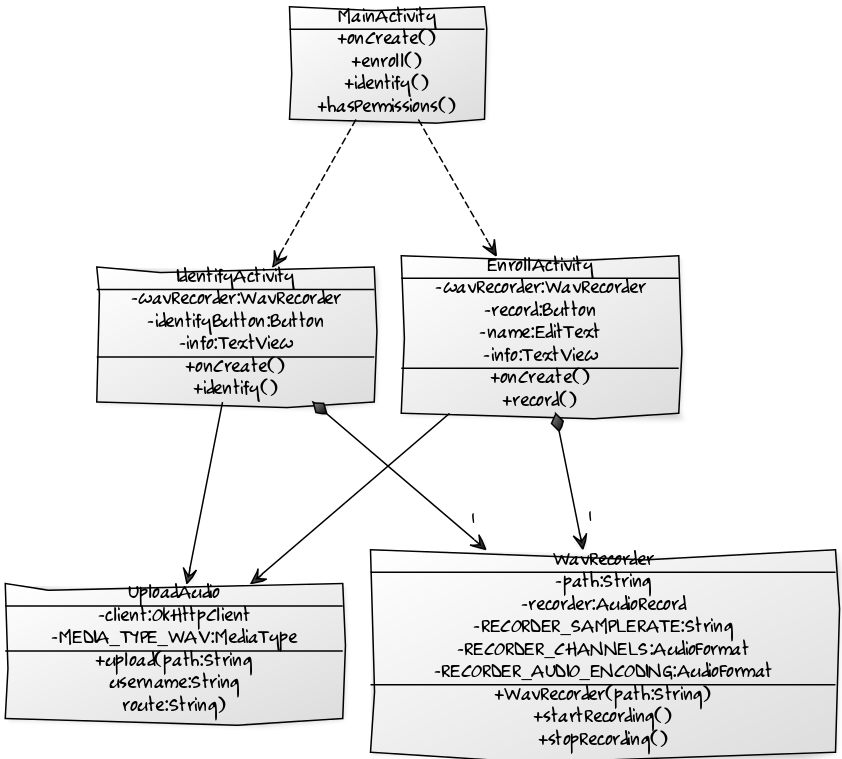 MainActivity
+onCreate()
+enroll()
+identify()
+hasPermissions()
IdentifyActivity
-wavRecorder:WavRecorder
-identifyButton:Button
-info:TextView
+onCreate()
+identify()
EnrollActivity
-wavRecorder:WavRecorder
-record:Button
-name:EditText
-info:TextView
+onCreate()
+record()
1
1
UploadAudio
-client:OkHttpClient
-MEDIA_TYPE_WAV:MediaType
+upload(path:String
username:String
route:String)
WavRecorder
-path:String
-recorder:AudioRecord
-RECORDER_SAMPLERATE:String
-RECORDER_CHANNELS:AudioFormat
-RECORDER_AUDIO_ENCODING:AudioFormat
+WavRecorder(path:String)
+startRecording()
+stopRecording()